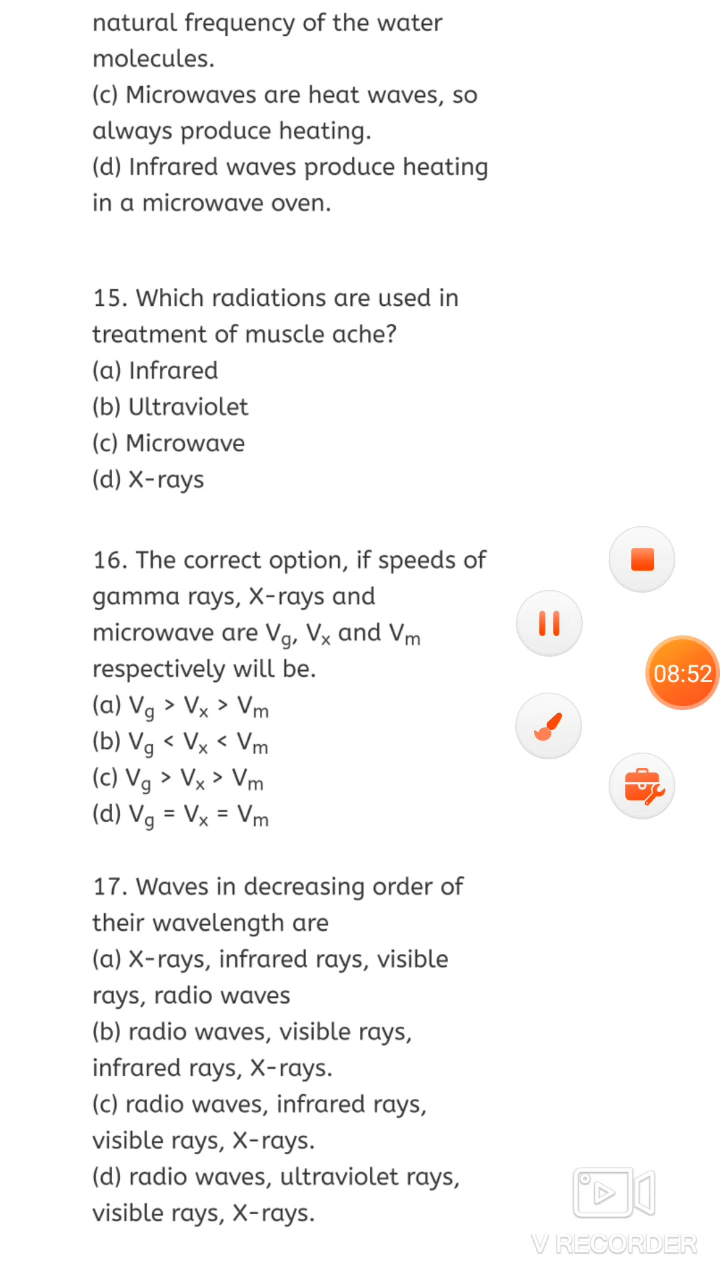 natural frequency of the water
molecules.
(c) Microwaves are heat waves, so
always produce heating.
(d) Infrared waves produce heating
in a microwave oven.
15. Which radiations are used in
treatment of muscle ache?
(a) Infrared
(b) Ultraviolet
(c) Microwave
(d) X-rays
16. The correct option, if speeds of
gamma rays, X-rays and
microwave are Vg, Vx and Vm
respectively will be.
(a) Vg > Vx > Vm
(b) Vg < Vx < Vm
(c) Vg > Vx > Vm
(d) Vg = Vx = Vm
08:52
17. Waves in decreasing order of
their wavelength are
(a) X-rays, infrared rays, visible
rays, radio waves
(b) radio waves, visible rays,
infrared rays, X-rays.
(c) radio waves, infrared rays,
visible rays, X-rays.
(d) radio waves, ultraviolet rays,
visible rays, X-rays.
V RECORDER